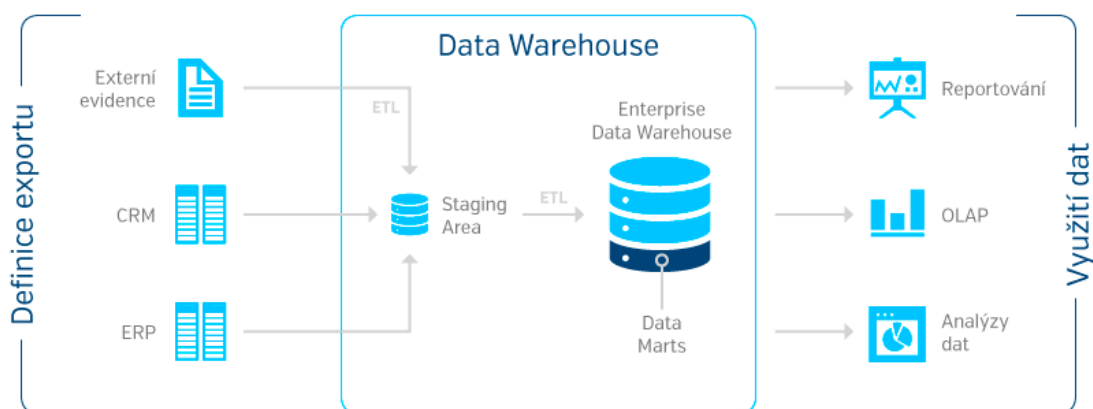 Definice exportu
Externí
evidence
CRM
ERP
Data Warehouse
ETL
Staging
Area
ETL
Enterprise
Data Warehouse
Data
Marts
Reportování
OLAP
Analýzy
dat
Využití dat